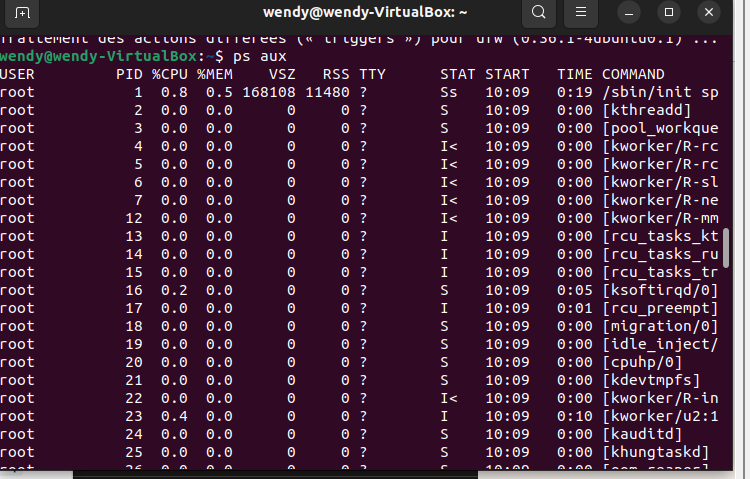 wendy@wendy-VirtualBox: ~
Traitement des actions différées (« triggers ») pour ufw (0.36.1-4ubuntu0.1) ...
wendy@wendy-VirtualBox:~$ ps aux
USER PID %CPU %MEM VSZ RSS TTY STAT START TIME COMMAND
root 1 0.8 0.5 168108 11480 ? Ss 10:09 0:19 /sbin/init sp
root 2 0.0 0.0 0 0 ? S 10:09 0:00 [kthreadd]
root 3 0.0 0.0 0 0 ? S 10:09 0:00 [pool_workque
root 4 0.0 0.0 0 0 ? I< 10:09 0:00 [kworker/R-rc
root 5 0.0 0.0 0 0 ? I< 10:09 0:00 [kworker/R-rc
root 6 0.0 0.0 0 0 ? I< 10:09 0:00 [kworker/R-sl
root 7 0.0 0.0 0 0 ? I< 10:09 0:00 [kworker/R-ne
root 12 0.0 0.0 0 0 ? I< 10:09 0:00 [kworker/R-mm
root 13 0.0 0.0 0 0 ? I 10:09 0:00 [rcu_tasks_kt
root 14 0.0 0.0 0 0 ? I 10:09 0:00 [rcu_tasks_ru
root 15 0.0 0.0 0 0 ? I 10:09 0:00 [rcu_tasks_tr
root 16 0.2 0.0 0 0 ? S 10:09 0:05 [ksoftirqd/0]
root 17 0.0 0.0 0 0 ? I 10:09 0:01 [rcu_preempt]
root 18 0.0 0.0 0 0 ? S 10:09 0:00 [migration/0]
root 19 0.0 0.0 0 0 ? S 10:09 0:00 [idle_inject/
root 20 0.0 0.0 0 0 ? S 10:09 0:00 [cpuhp/0]
root 21 0.0 0.0 0 0 ? S 10:09 0:00 [kdevtmpfs]
root 22 0.0 0.0 0 0 ? I< 10:09 0:00 [kworker/R-in
root 23 0.4 0.0 0 0 ? I 10:09 0:10 [kworker/u2:1
root 24 0.0 0.0 0 0 ? S 10:09 0:00 [kauditd]
root 25 0.0 0.0 0 0 ? S 10:09 0:00 [khungtaskd]
root 26 0.0 0.0 0 0 ? S 10:09 0:00 [oom_reaper]